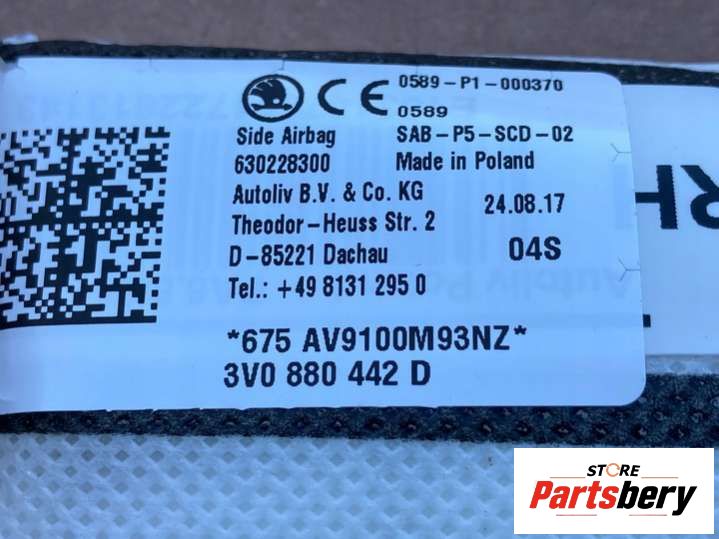 0589-P1-000370
0589
Side Airbag SAB-P5-SCD-02
630228300 Made in Poland
Autoliv B.V. & Co. KG 24.08.17
Theodor-Heuss Str. 2
D-85221 Dachau 04S
Tel.: +49 8131 295 0
*675 AV9100M93NZ*
3V0 880 442 D
RH
STORE
Partsbery